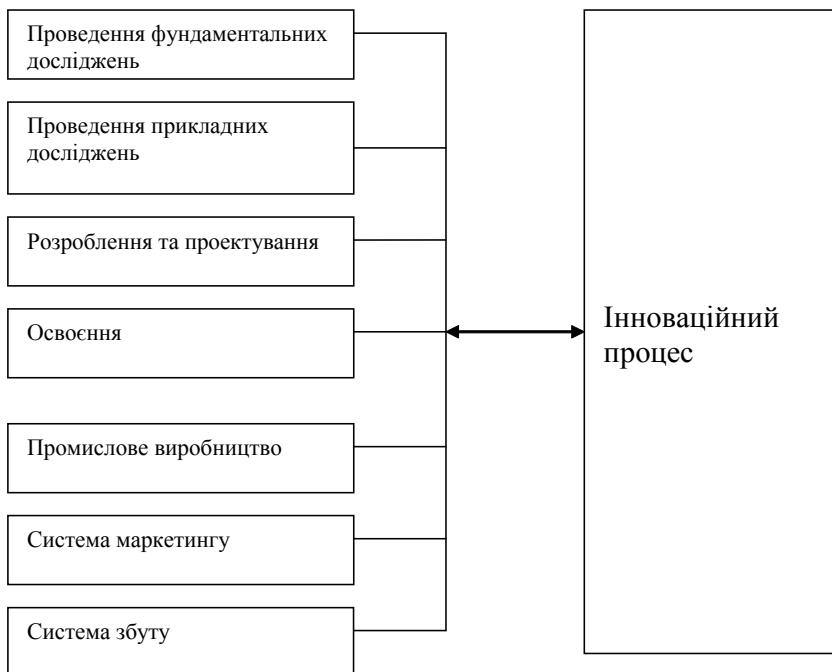 Проведення фундаментальних
досліджень
Проведення прикладних
досліджень
Розроблення та проектування
Освоєння
Промислове виробництво
Система маркетингу
Система збуту
Інноваційний
процес